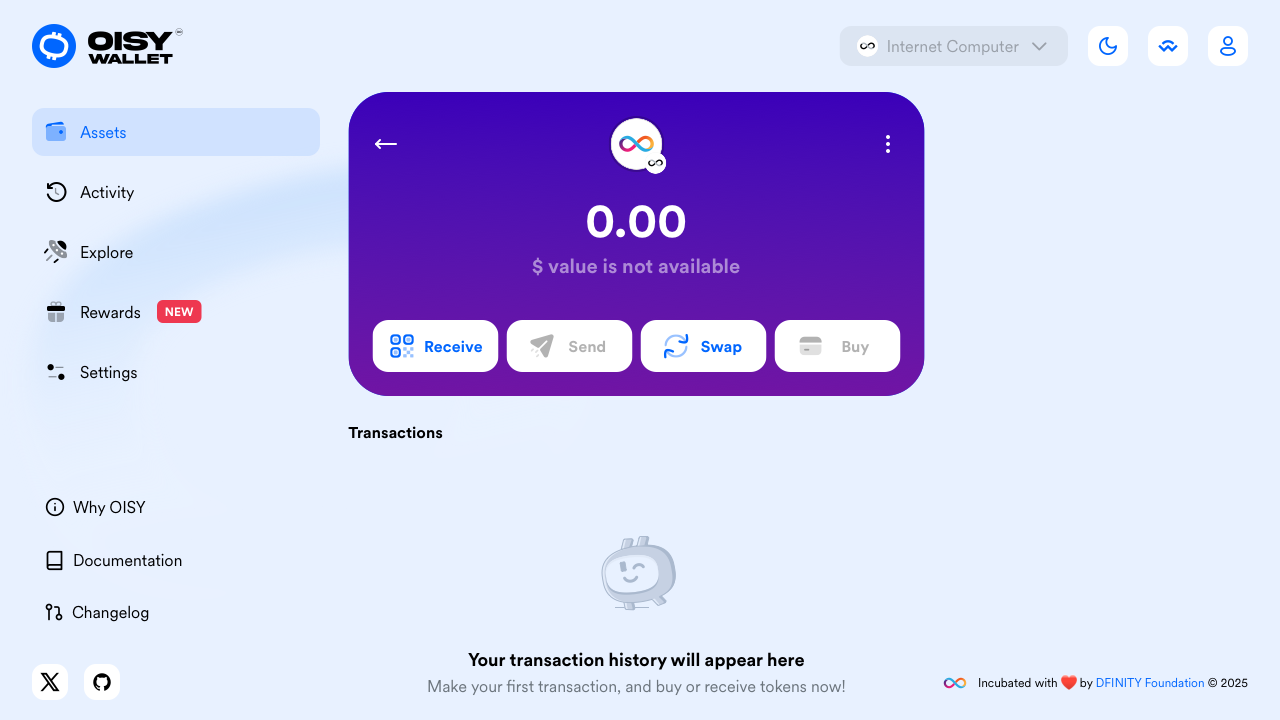 OISY
WALLET
Internet Computer
Assets
Activity
Explore
Rewards NEW
Settings
Why OISY
Documentation
Changelog
0.00
$ value is not available
Receive
Send
Swap
Buy
Transactions
Your transaction history will appear here
Make your first transaction, and buy or receive tokens now!
Incubated with ❤️ by DFINITY Foundation © 2025